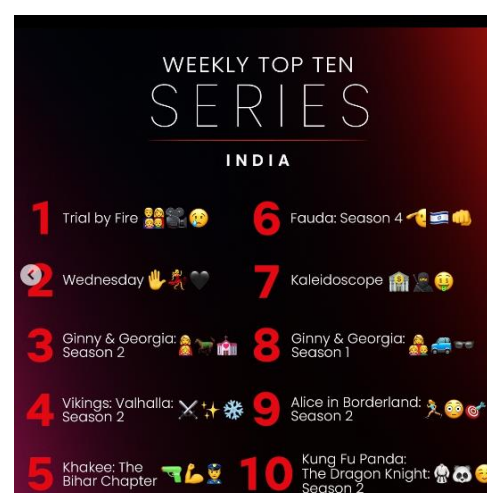 WEEKLY TOP TEN
SERIES
INDIA
1 Trial by Fire 👨‍👩‍👧‍👦🎥😢
2 Wednesday ✋💃🖤
3 Ginny & Georgia:
Season 2 👩‍👧🐎💒
4 Vikings: Valhalla:
Season 2 ⚔️✨❄️
5 Khakee: The
Bihar Chapter 🔫💪👮
6 Fauda: Season 4 🫡🇮🇱👊
7 Kaleidoscope 🏦🥷🤑
8 Ginny & Georgia:
Season 1 👩‍👧‍👦🚙🕶️
9 Alice in Borderland:
Season 2 🏃😳🎯
10 Kung Fu Panda:
The Dragon Knight:
Season 2 🥋🐼☺️